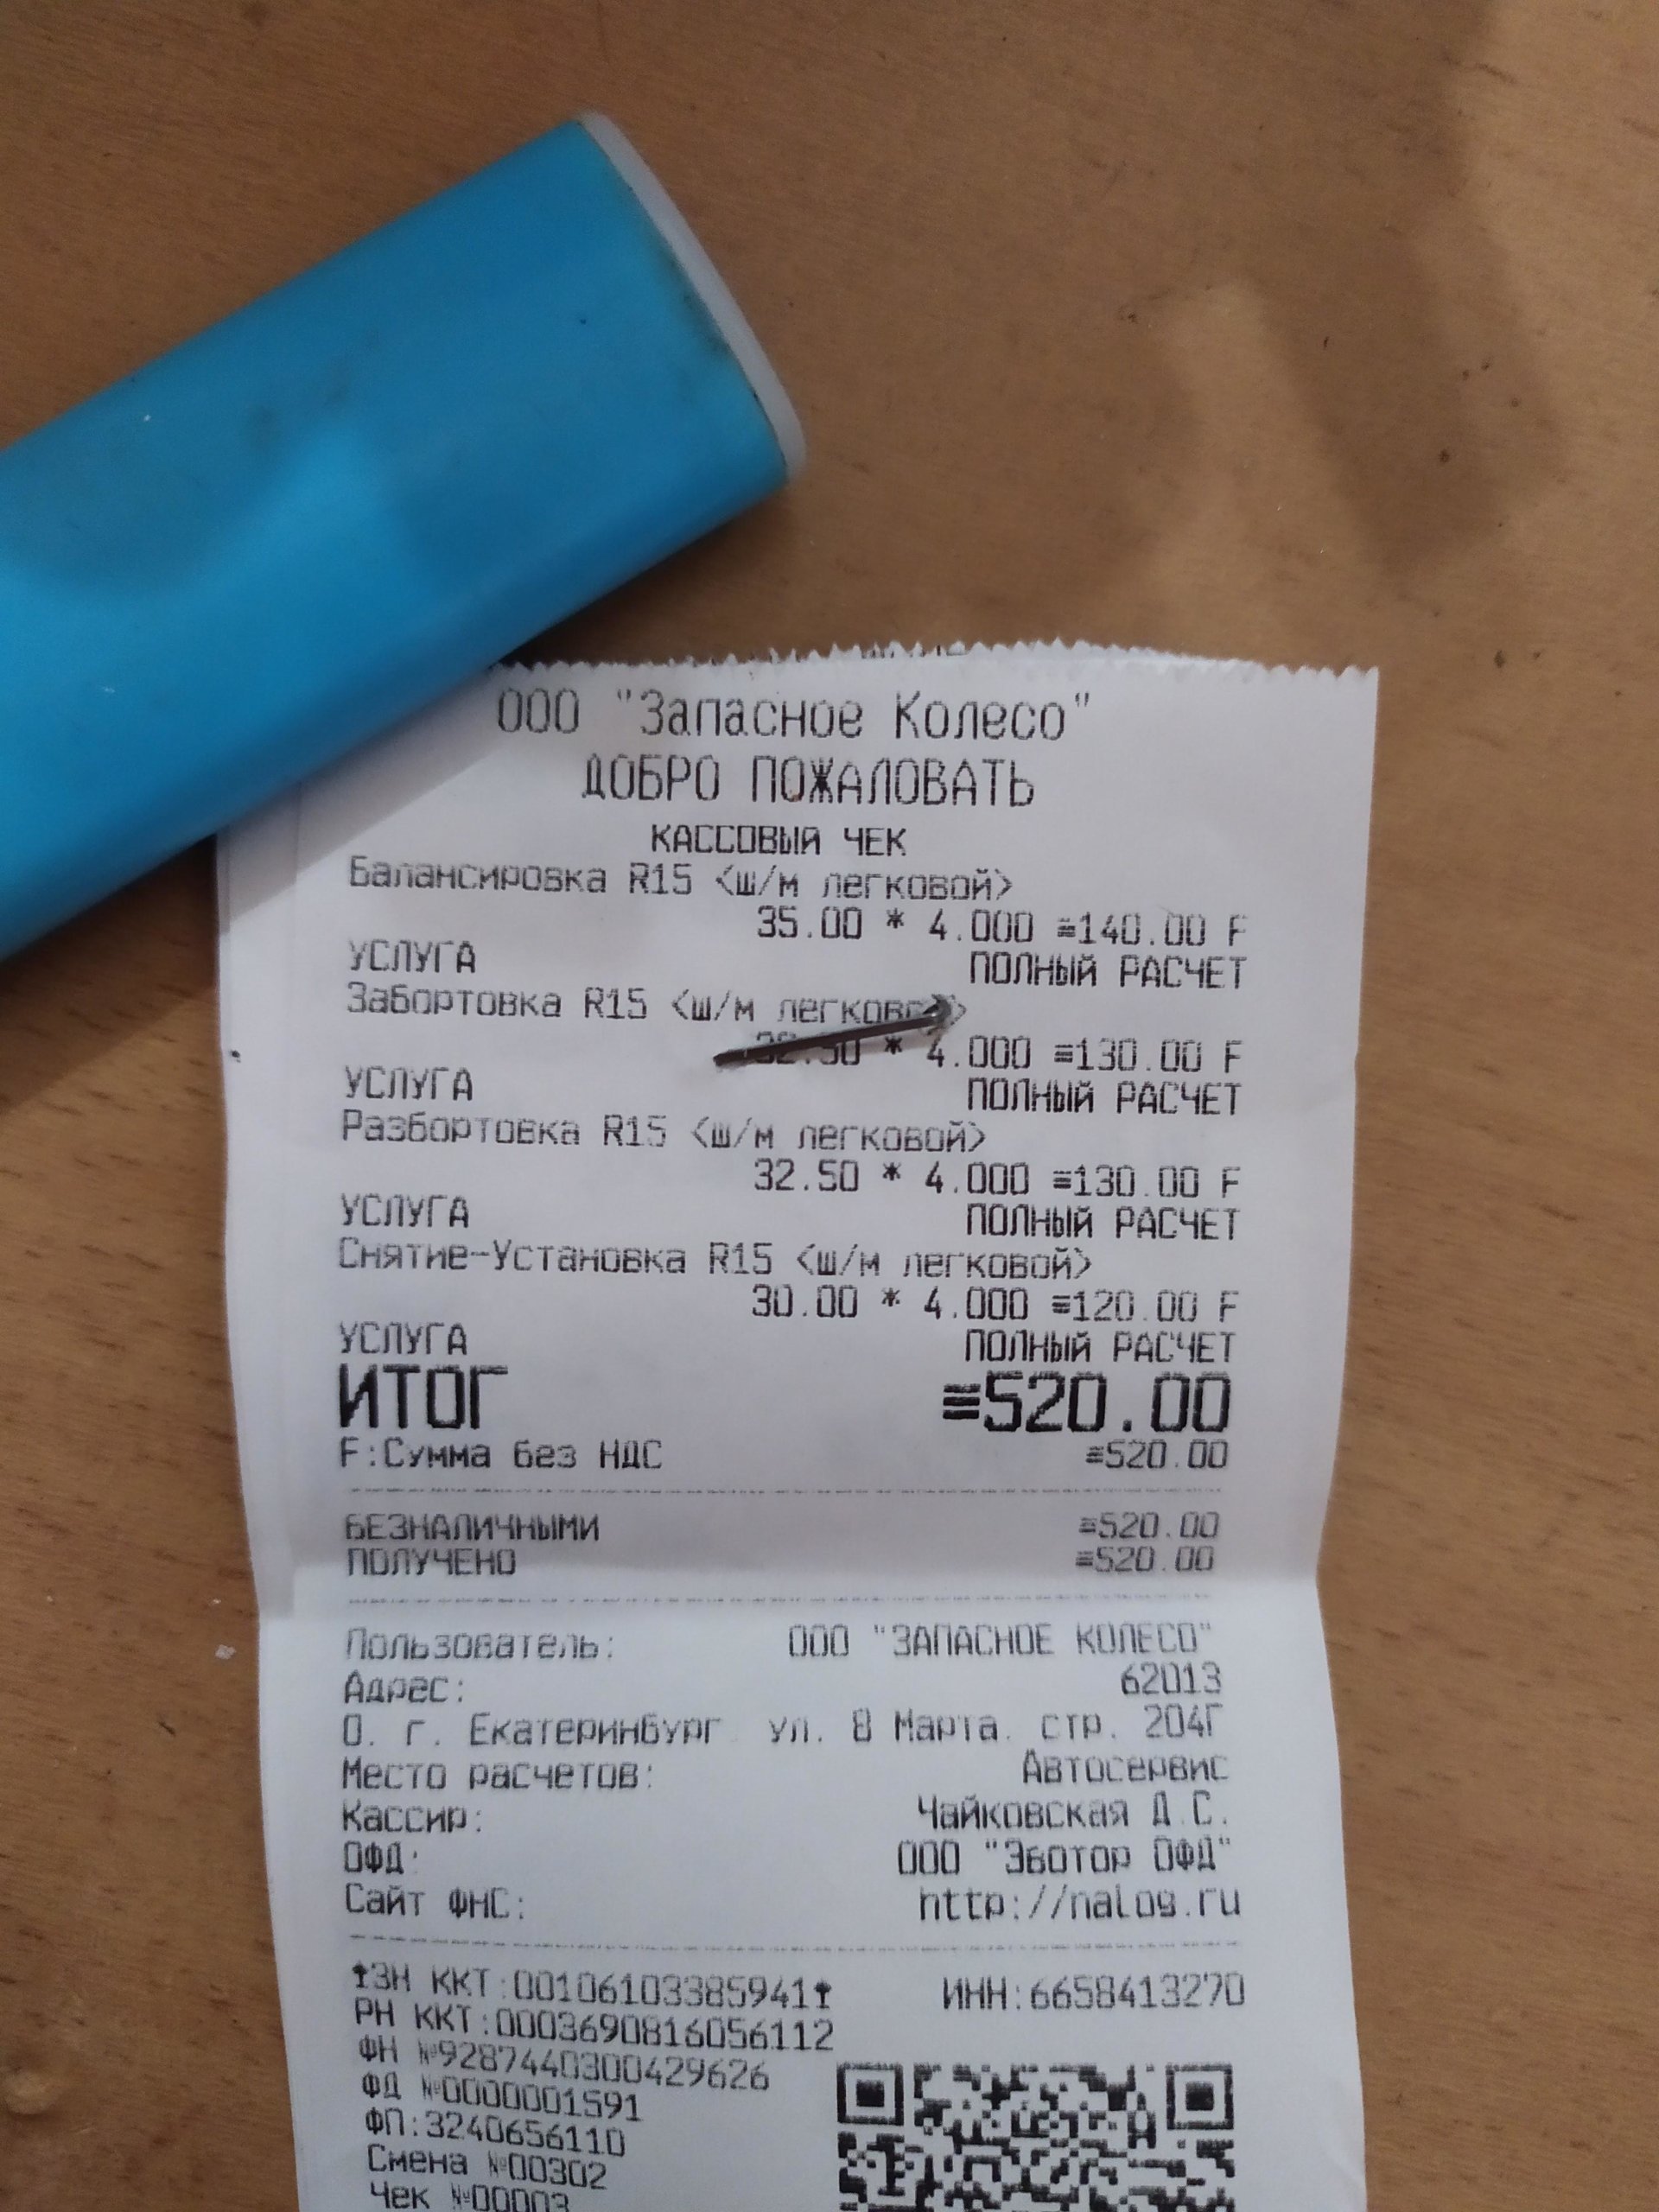 ООО "Запасное Колесо"
ДОБРО ПОЖАЛОВАТЬ
КАССОВЫЙ ЧЕК
Балансировка R15 <ш/м легковой>
35.00 * 4.000 ≡140.00 F
УСЛУГА ПОЛНЫЙ РАСЧЕТ
Забортовка R15 <ш/м легковой>
32.50 * 4.000 ≡130.00 F
УСЛУГА ПОЛНЫЙ РАСЧЕТ
Разбортовка R15 <ш/м легковой>
32.50 * 4.000 ≡130.00 F
УСЛУГА ПОЛНЫЙ РАСЧЕТ
Снятие-Установка R15 <ш/м легковой>
30.00 * 4.000 ≡120.00 F
УСЛУГА ПОЛНЫЙ РАСЧЕТ
ИТОГ ≡520.00
F:Сумма без НДС ≡520.00
БЕЗНАЛИЧНЫМИ ≡520.00
ПОЛУЧЕНО ≡520.00
Пользователь: ООО "ЗАПАСНОЕ КОЛЕСО"
Адрес: 62013
0. г. Екатеринбург ул. 8 Марта. стр. 204Г
Место расчетов: Автосервис
Кассир: Чайковская Д.С.
ОФД: ООО "Эвотор ОФД"
Сайт ФНС: http://nalog.ru
ЗН ККТ:00106103385941 ИНН:6658413270
РН ККТ:0003690816056112
ФН №9287440300429626
ФД №0000001591
ФП:3240656110
Смена №00302
Чек №00003